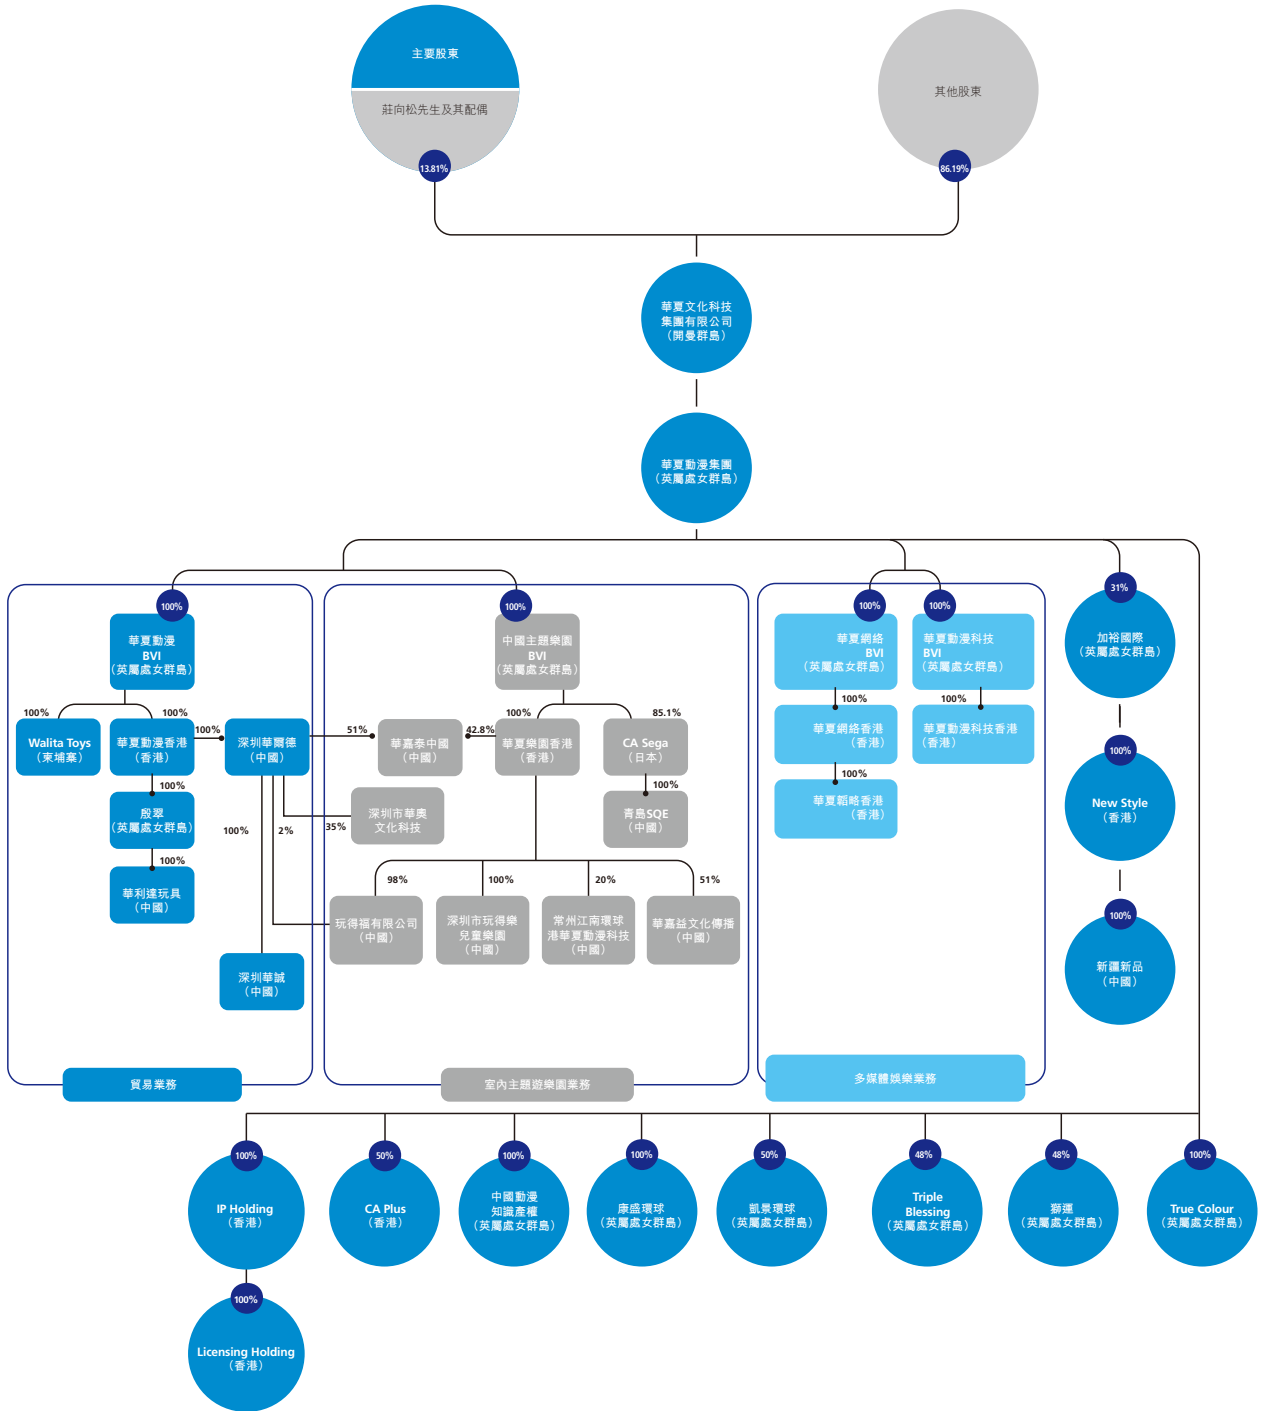 主要股東
莊向松先生及其配偶
13.81%
其他股東
86.19%
華夏文化科技
集團有限公司
（開曼群島）
華夏動漫集團
（英屬處女群島）
100%
華夏動漫
BVI
（英屬處女群島）
100%
Walita Toys
（柬埔寨）
100%
華夏動漫香港
（香港）
100%
深圳華爾德
（中國）
100%
殷翠
（英屬處女群島）
100%
華利達玩具
（中國）
100%
2%
深圳華誠
（中國）
貿易業務
100%
中國主題樂園
BVI
（英屬處女群島）
51%
華嘉泰中國
（中國）
42.8%
100%
華夏樂園香港
（香港）
85.1%
CA Sega
（日本）
100%
青島SQE
（中國）
35%
深圳市華奧
文化科技
98%
玩得福有限公司
（中國）
100%
深圳市玩得樂
兒童樂園
（中國）
20%
常州江南環球
港華夏動漫科技
（中國）
51%
華嘉益文化傳播
（中國）
室內主題遊樂園業務
100%
華夏網絡
BVI
（英屬處女群島）
100%
華夏網絡香港
（香港）
100%
華夏韜略香港
（香港）
100%
華夏動漫科技
BVI
（英屬處女群島）
100%
華夏動漫科技香港
（香港）
多媒體娛樂業務
31%
加裕國際
（英屬處女群島）
100%
New Style
（香港）
100%
新疆新品
（中國）
100%
IP Holding
（香港）
100%
Licensing Holding
（香港）
50%
CA Plus
（香港）
100%
中國動漫
知識產權
（英屬處女群島）
100%
康盛環球
（英屬處女群島）
50%
凱景環球
（英屬處女群島）
48%
Triple
Blessing
（英屬處女群島）
48%
獅運
（英屬處女群島）
100%
True Colour
（英屬處女群島）